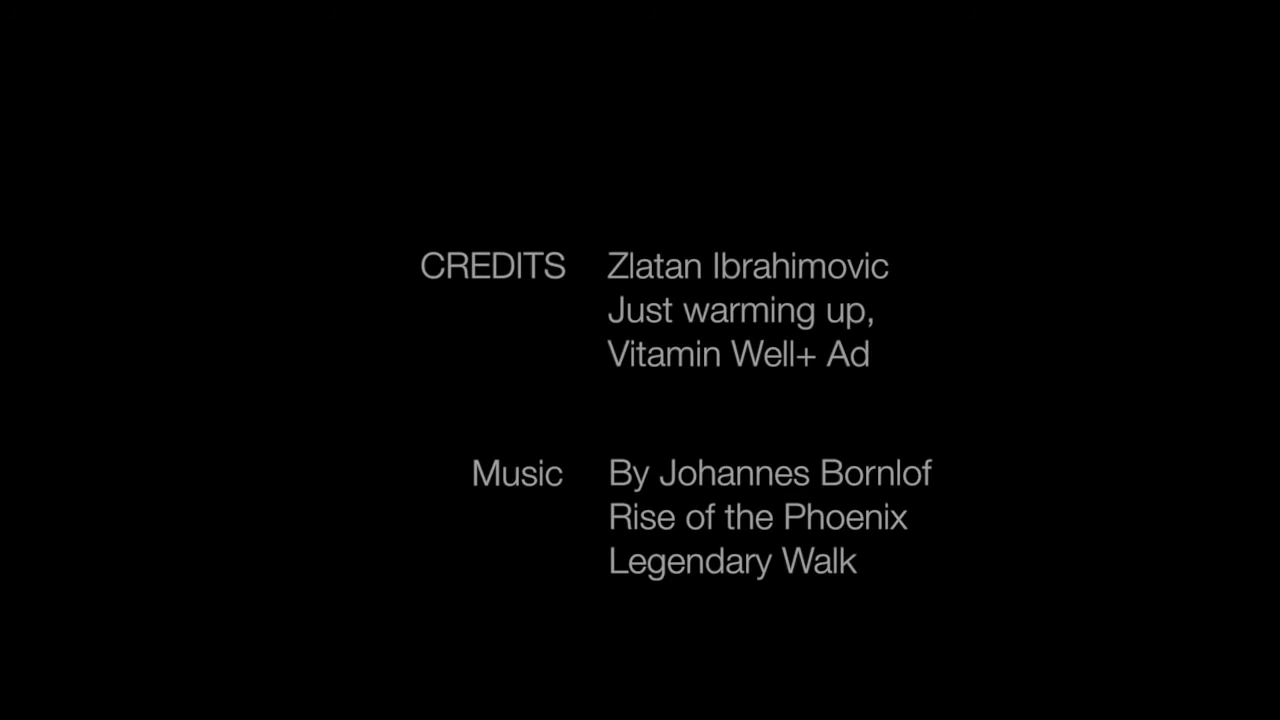 CREDITS Zlatan Ibrahimovic
Just warming up,
Vitamin Well+ Ad
Music By Johannes Bornlof
Rise of the Phoenix
Legendary Walk